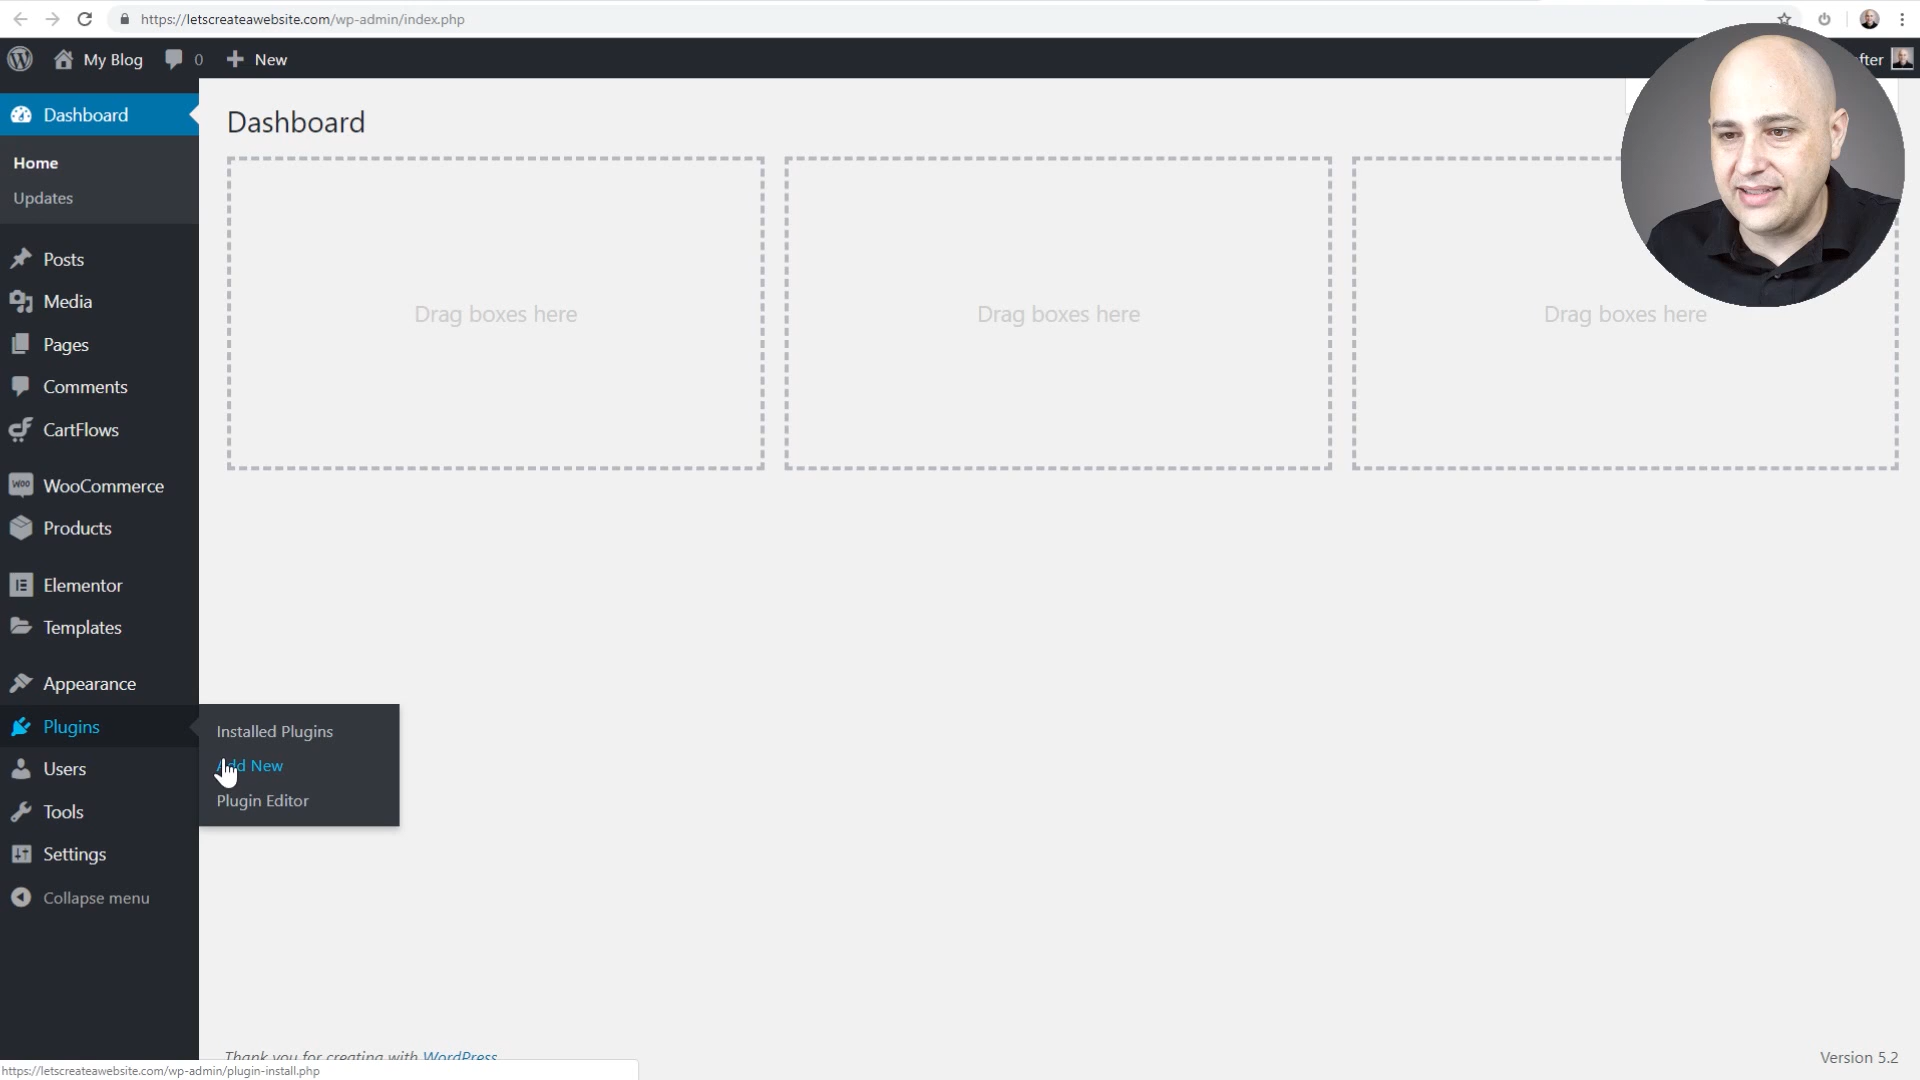 https://letscreateawebsite.com/wp-admin/index.php
My Blog
0
New
fter
Dashboard
Home
Updates
Posts
Media
Pages
Comments
CartFlows
WOO
WooCommerce
Products
Elementor
Templates
Appearance
Plugins
Users
Tools
Settings
Collapse menu
Installed Plugins
Add New
Plugin Editor
Dashboard
Drag boxes here
Drag boxes here
Drag boxes here
Thank you for creating with WordPress
Version 5.2
https://letscreateawebsite.com/wp-admin/plugin-install.php